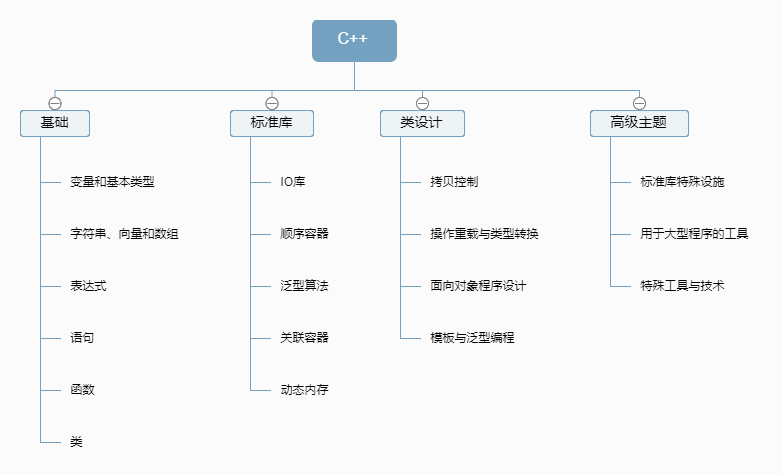 C++
基础
变量和基本类型
字符串、向量和数组
表达式
语句
函数
类
标准库
IO库
顺序容器
泛型算法
关联容器
动态内存
类设计
拷贝控制
操作重载与类型转换
面向对象程序设计
模板与泛型编程
高级主题
标准库特殊设施
用于大型程序的工具
特殊工具与技术